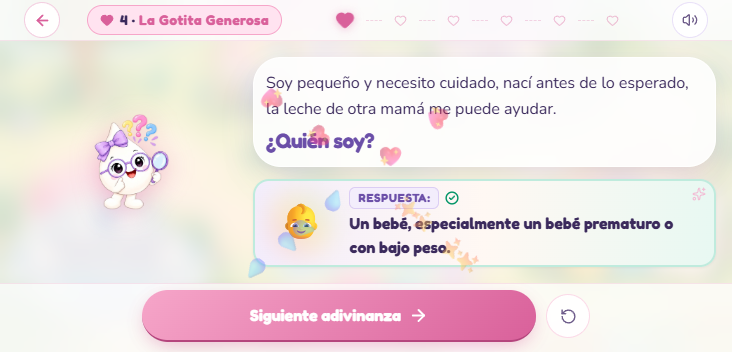 4 · La Gotita Generosa
Soy pequeño y necesito cuidado, nací antes de lo esperado,
la leche de otra mamá me puede ayudar.
¿Quién soy?
RESPUESTA:
Un bebé, especialmente un bebé prematuro o
con bajo peso.
Siguiente adivinanza